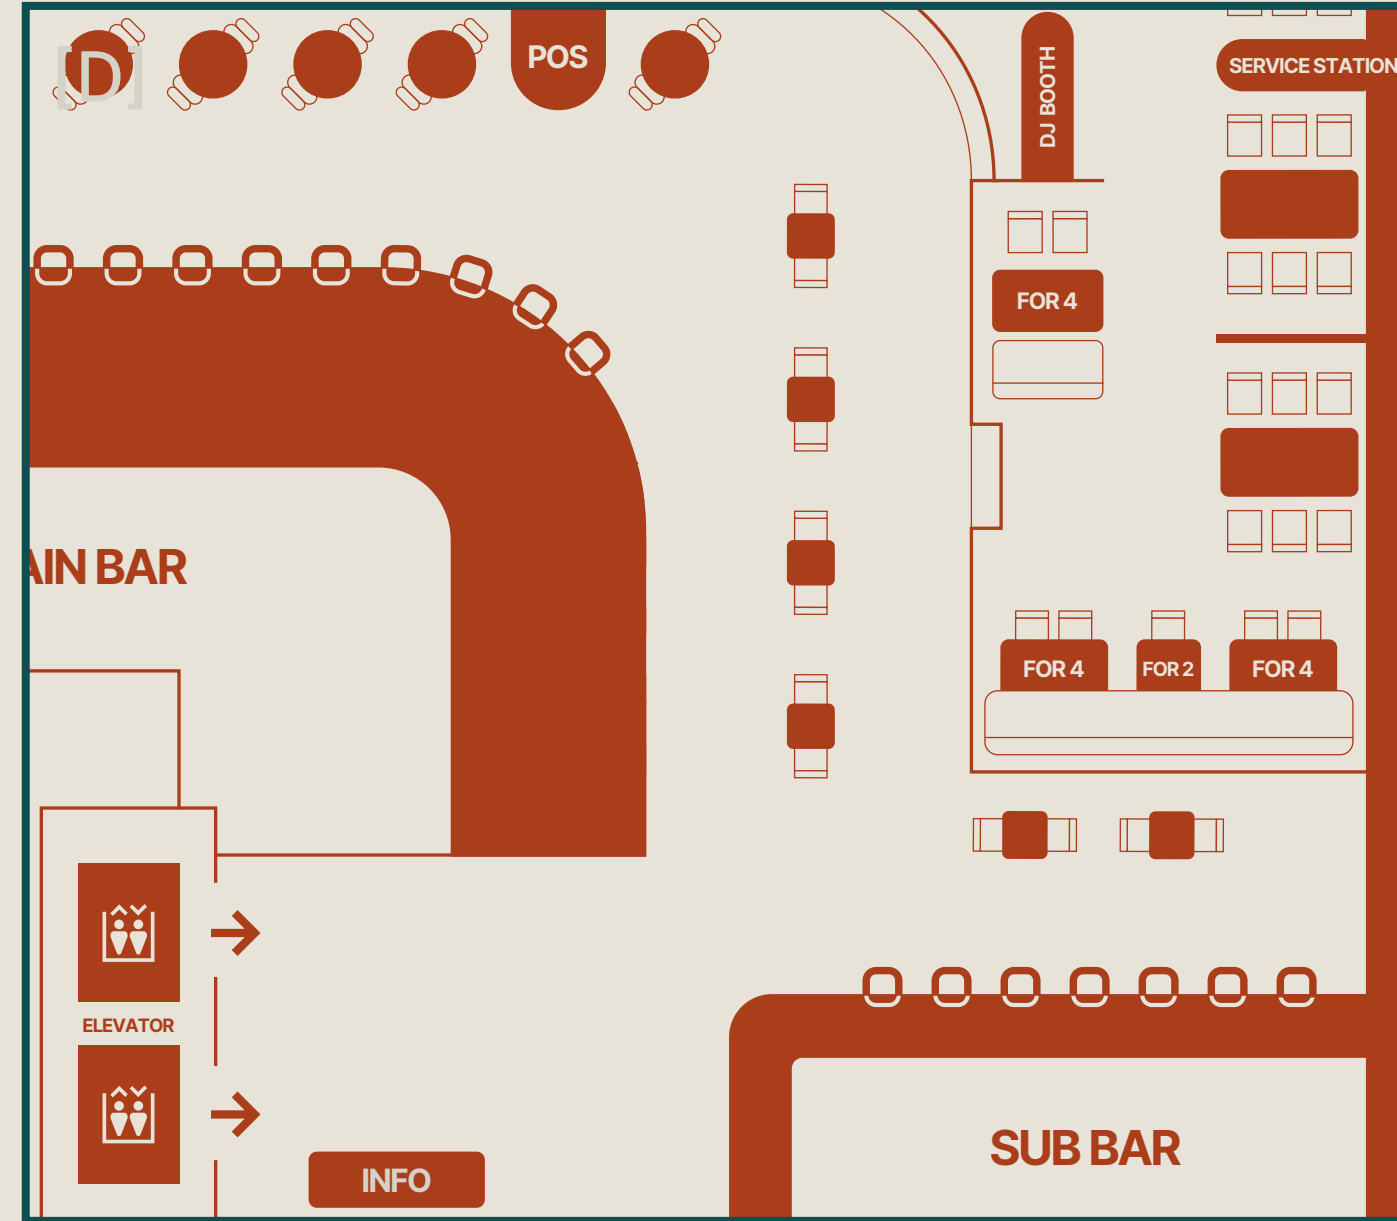 [D]
POS
DJ BOOTH
SERVICE STATION
FOR 4
AIN BAR
FOR 4
FOR 2
FOR 4
ELEVATOR
SUB BAR
INFO